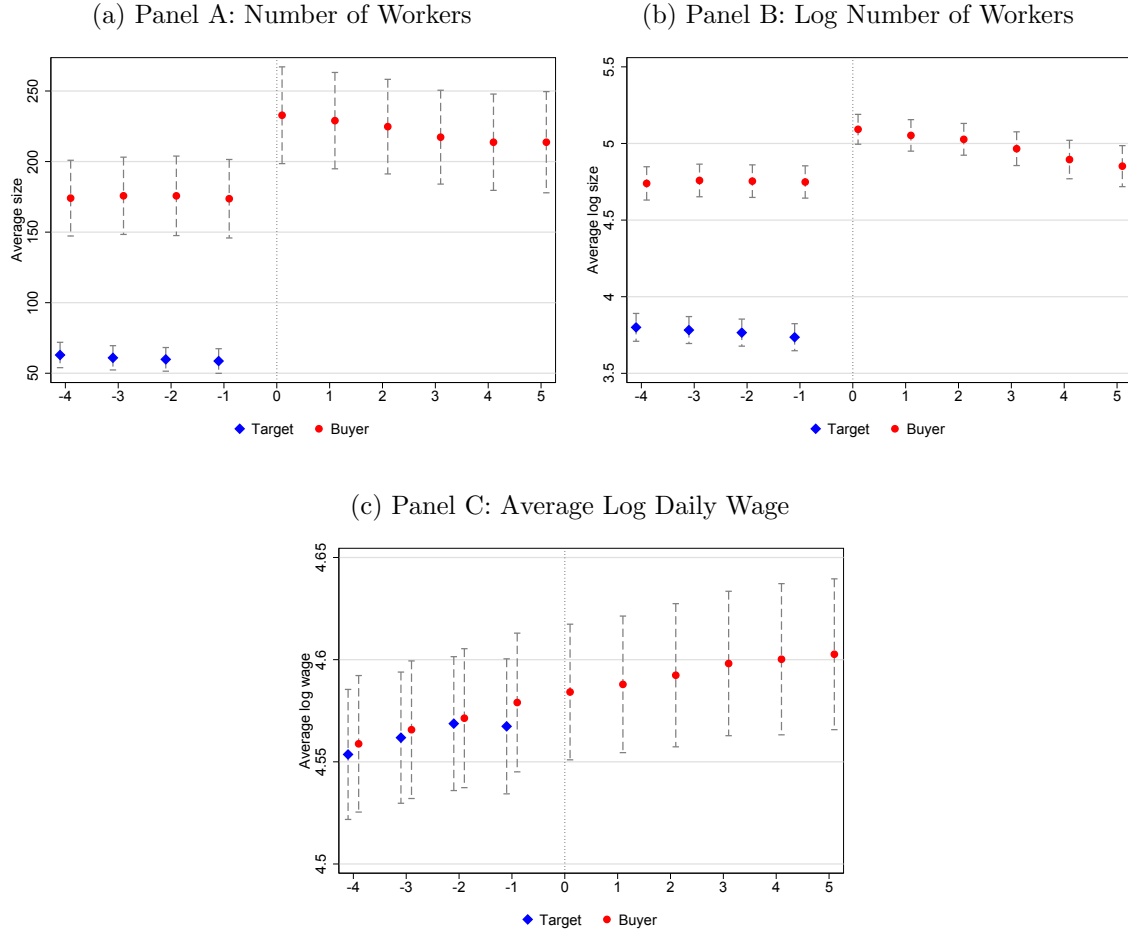 (a) Panel A: Number of Workers
Average size
250
200
150
100
50
-4 -3 -2 -1 0 1 2 3 4 5
Target Buyer
(b) Panel B: Log Number of Workers
Average log size
5.5
5
4.5
4
3.5
-4 -3 -2 -1 0 1 2 3 4 5
Target Buyer
(c) Panel C: Average Log Daily Wage
Average log wage
4.65
4.6
4.55
4.5
-4 -3 -2 -1 0 1 2 3 4 5
Target Buyer